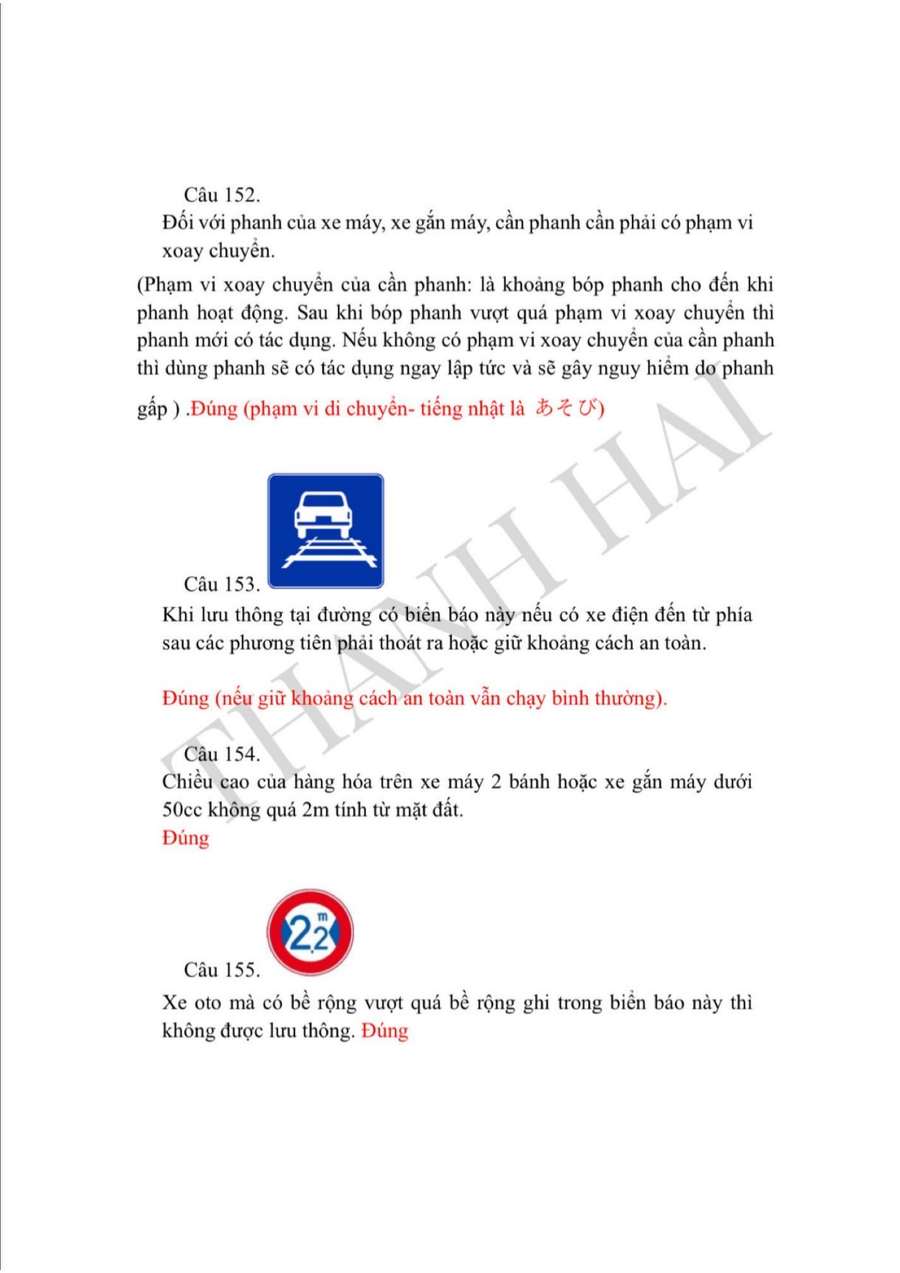 Câu 152.
Đối với phanh của xe máy, xe gắn máy, cần phanh cần phải có phạm vi
xoay chuyển.
(Phạm vi xoay chuyển của cần phanh: là khoảng bóp phanh cho đến khi
phanh hoạt động. Sau khi bóp phanh vượt quá phạm vi xoay chuyển thì
phanh mới có tác dụng. Nếu không có phạm vi xoay chuyển của cần phanh
thì dùng phanh sẽ có tác dụng ngay lập tức và sẽ gây nguy hiểm do phanh
gấp ) .Đúng (phạm vi di chuyển- tiếng nhật là あそび)
Câu 153.
Khi lưu thông tại đường có biển báo này nếu có xe điện đến từ phía
sau các phương tiên phải thoát ra hoặc giữ khoảng cách an toàn.
Đúng (nếu giữ khoảng cách an toàn vẫn chạy bình thường).
Câu 154.
Chiều cao của hàng hóa trên xe máy 2 bánh hoặc xe gắn máy dưới
50cc không quá 2m tính từ mặt đất.
Đúng
2.2m
Câu 155.
Xe oto mà có bề rộng vượt quá bề rộng ghi trong biển báo này thì
không được lưu thông. Đúng
THANH HAI